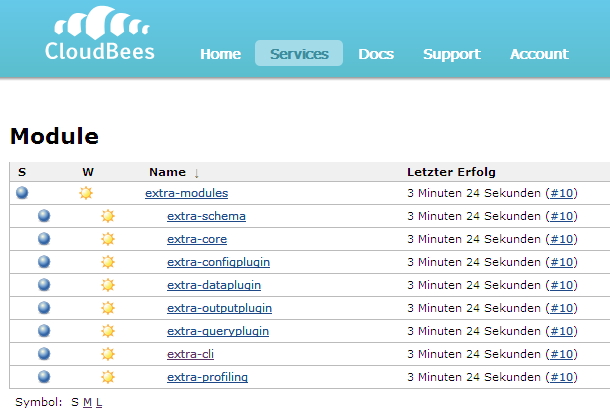 CloudBees
Home Services Docs Support Account
Module
S W Name ↓ Letzter Erfolg
extra-modules 3 Minuten 24 Sekunden (#10)
extra-schema 3 Minuten 24 Sekunden (#10)
extra-core 3 Minuten 24 Sekunden (#10)
extra-configplugin 3 Minuten 24 Sekunden (#10)
extra-dataplugin 3 Minuten 24 Sekunden (#10)
extra-outputplugin 3 Minuten 24 Sekunden (#10)
extra-queryplugin 3 Minuten 24 Sekunden (#10)
extra-cli 3 Minuten 24 Sekunden (#10)
extra-profiling 3 Minuten 24 Sekunden (#10)
Symbol: S M L